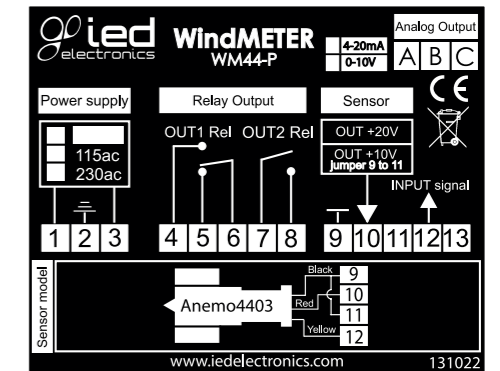 ied
electronics
WindMETER
WM44-P
4-20mA
0-10V
Analog Output
A B C
CE
Power supply
115ac
230ac
Relay Output
OUT1 Rel OUT2 Rel
Sensor
OUT +20V
OUT +10V
jumper 9 to 11
INPUT signal
1 2 3 4 5 6 7 8 9 10 11 12 13
Sensor model
Anemo4403
Black 9
Red 10
11
Yellow 12
www.iedelectronics.com
131022